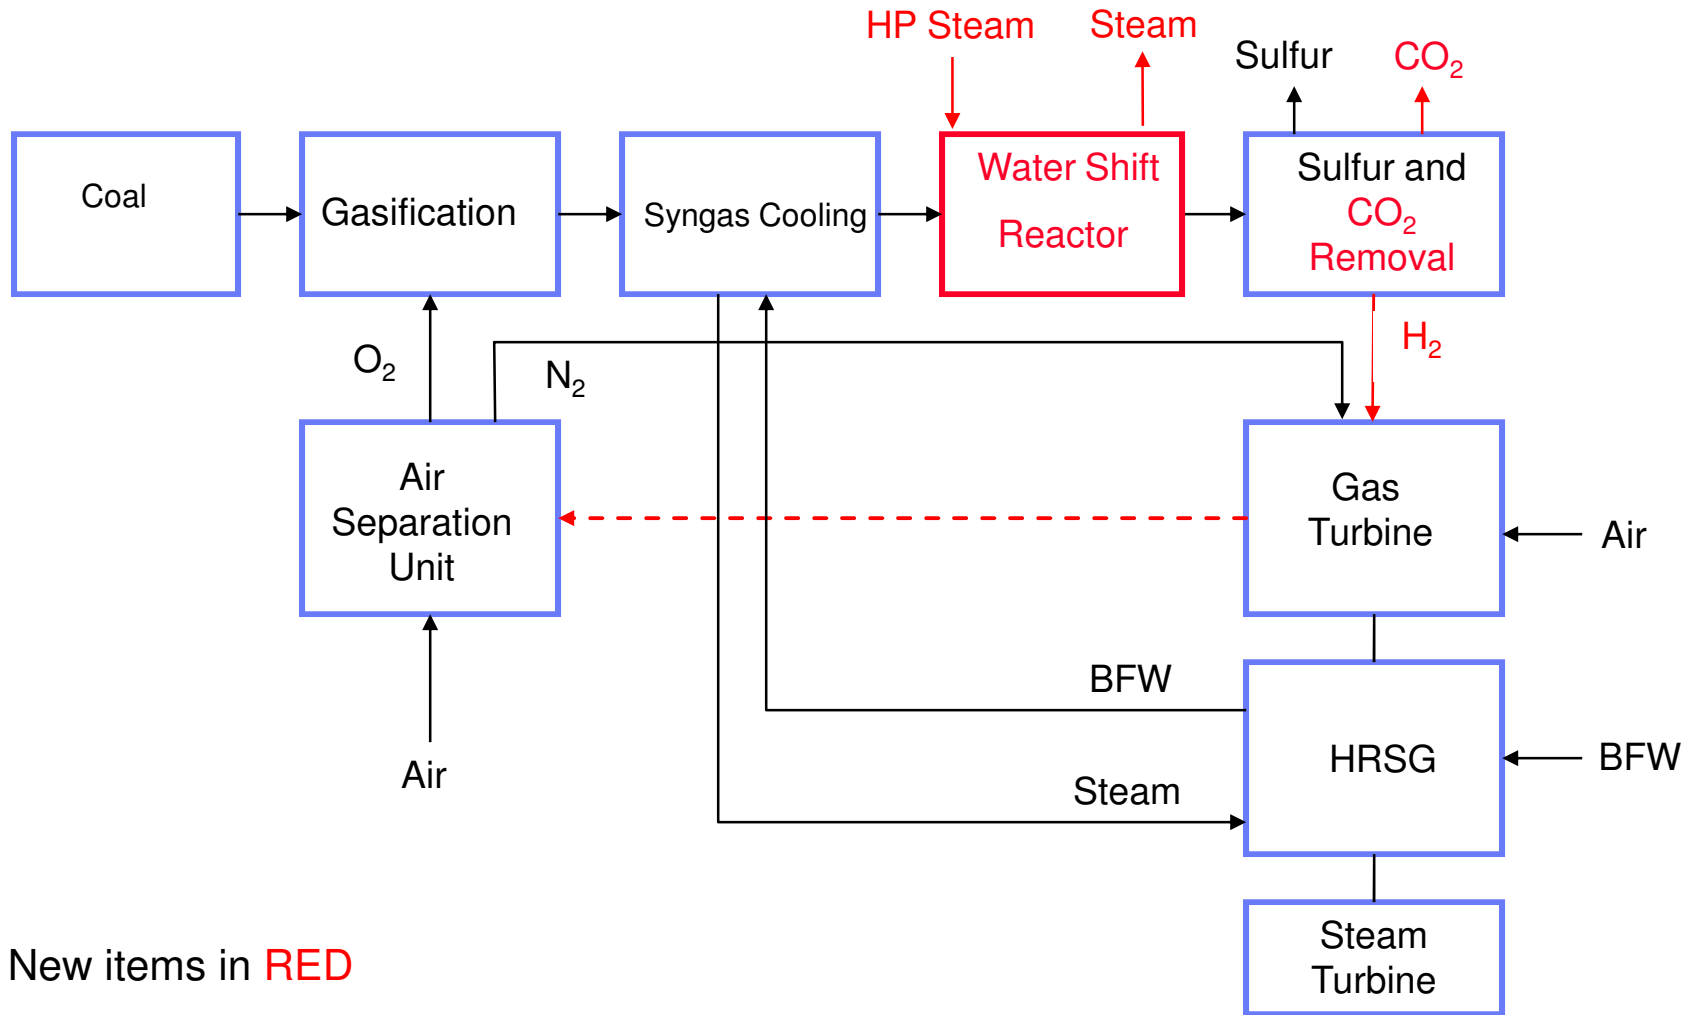 HP Steam
Steam
Sulfur
CO₂
Coal
Gasification
Syngas Cooling
Water Shift
Reactor
Sulfur and
CO₂
Removal
O₂
N₂
H₂
Air
Separation
Unit
Gas
Turbine
Air
BFW
HRSG
BFW
Air
Steam
Steam
Turbine
New items in RED